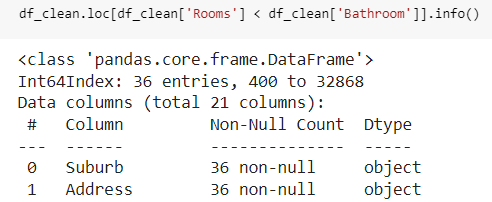 df_clean.loc[df_clean['Rooms'] < df_clean['Bathroom']].info()
<class 'pandas.core.frame.DataFrame'>
Int64Index: 36 entries, 400 to 32868
Data columns (total 21 columns):
 #   Column         Non-Null Count  Dtype
---  ------         --------------  -----
 0   Suburb         36 non-null     object
 1   Address        36 non-null     object